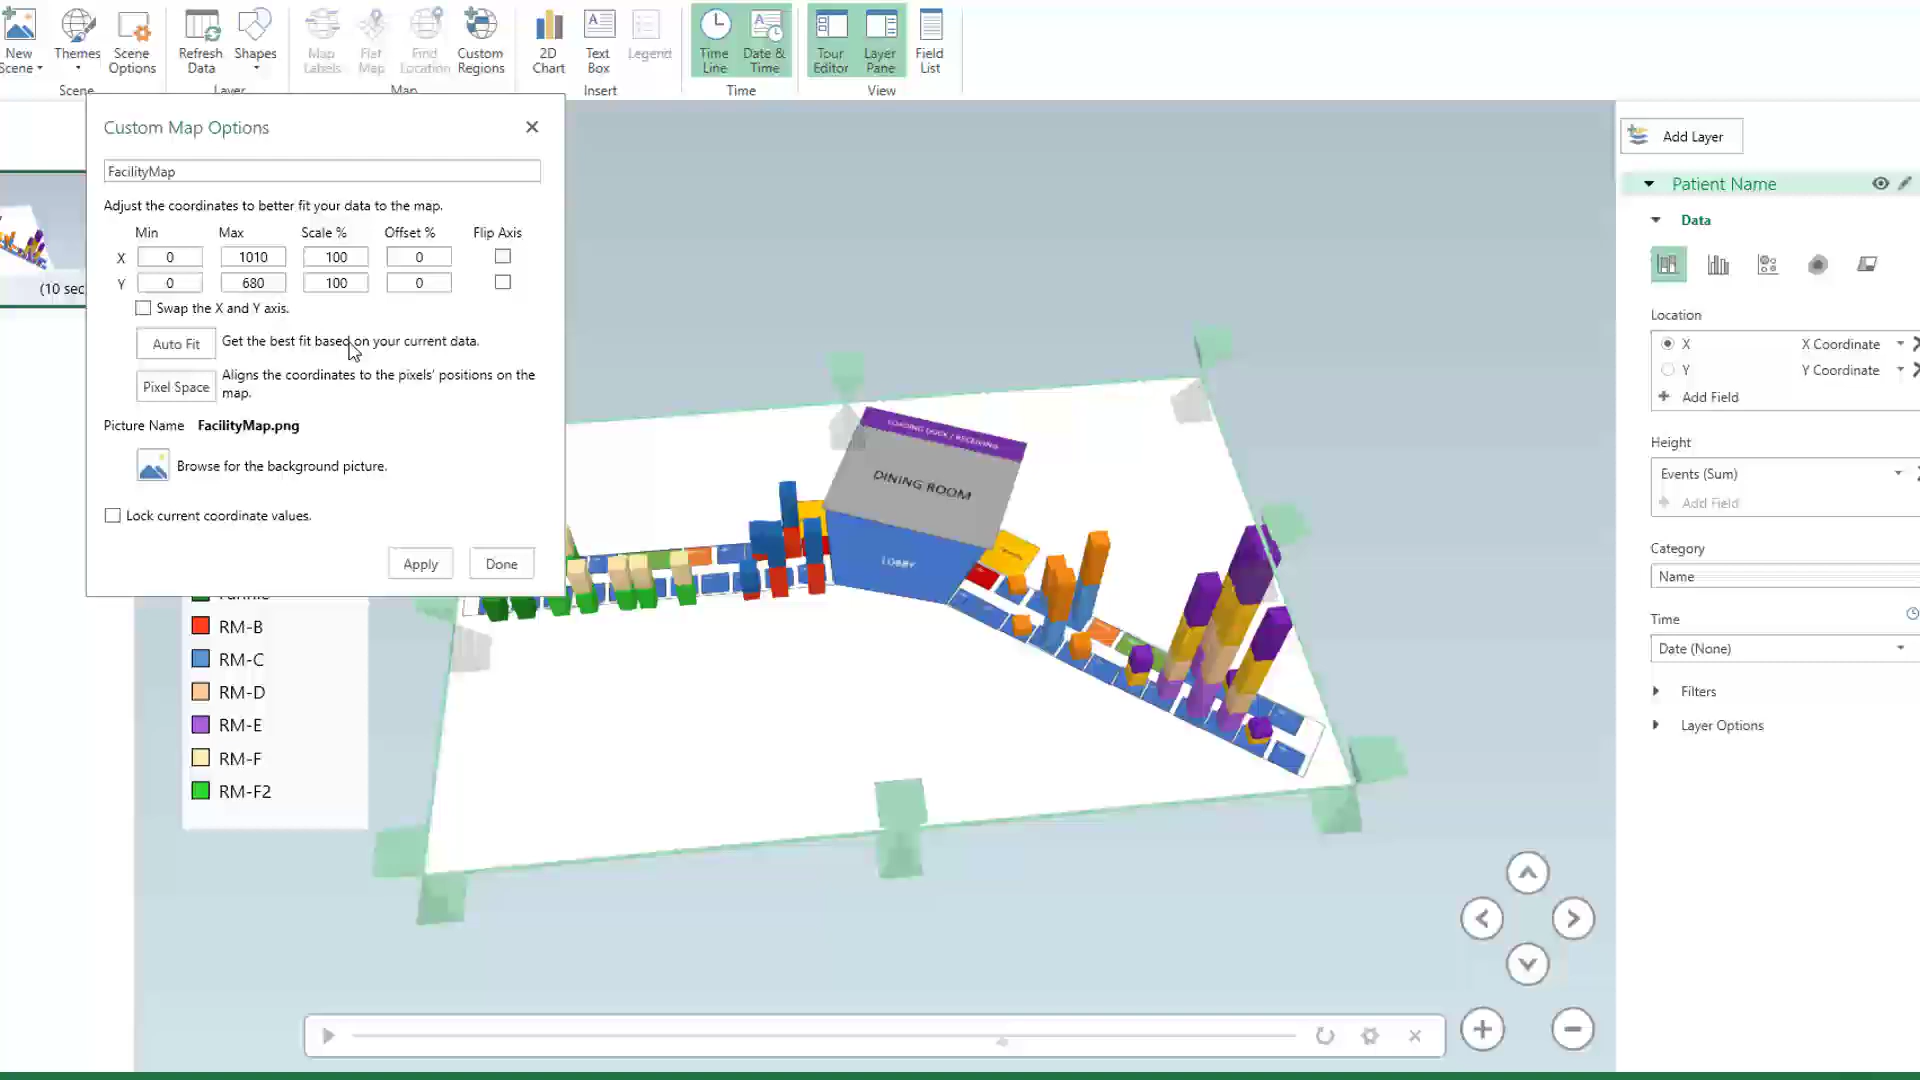 New
Scene
Themes
Scene
Options
Refresh
Data
Shapes
Map
Labels
Flat
Map
Find
Location
Custom
Regions
2D
Chart
Text
Box
Legend
Time
Line
Date &
Time
Tour
Editor
Layer
Pane
Field
List
Scene
Layer
Map
Insert
Time
View
Custom Map Options
FacilityMap
Adjust the coordinates to better fit your data to the map.
Min Max Scale % Offset % Flip Axis
X 0 1010 100 0
Y 0 680 100 0
Swap the X and Y axis.
Auto Fit Get the best fit based on your current data.
Pixel Space Aligns the coordinates to the pixels' positions on the
map.
Picture Name FacilityMap.png
Browse for the background picture.
Lock current coordinate values.
Apply Done
(10 sec
RM-B
RM-C
RM-D
RM-E
RM-F
RM-F2
LOADING DOCK / RECEIVING
DINING ROOM
LOBBY
Add Layer
Patient Name
Data
Location
X X Coordinate
Y Y Coordinate
Add Field
Height
Events (Sum)
Add Field
Category
Name
Time
Date (None)
Filters
Layer Options